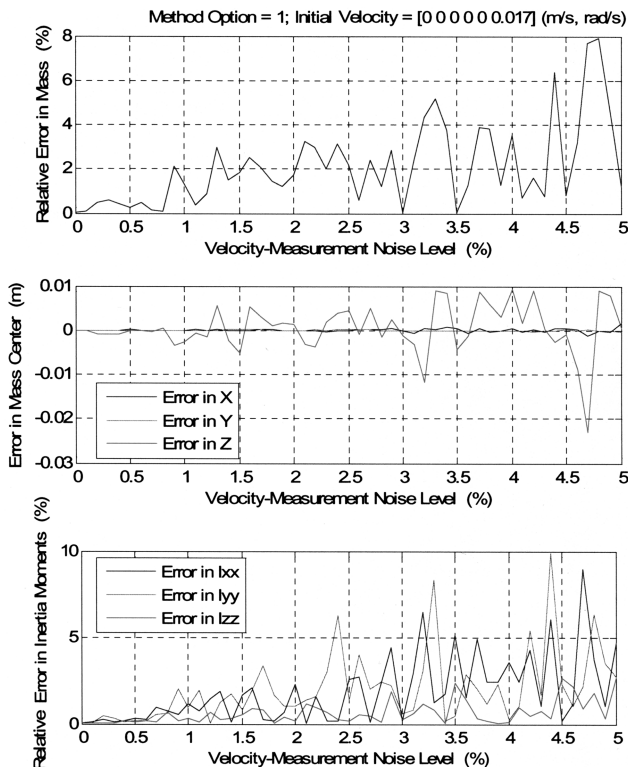 Method Option = 1; Initial Velocity = [0 0 0 0 0 0.017] (m/s, rad/s)
Relative Error in Mass (%)
8
6
4
2
0
0 0.5 1 1.5 2 2.5 3 3.5 4 4.5 5
Velocity-Measurement Noise Level (%)
Error in Mass Center (m)
0.01
0
-0.01
-0.02
-0.03
Error in X
Error in Y
Error in Z
0 0.5 1 1.5 2 2.5 3 3.5 4 4.5 5
Velocity-Measurement Noise Level (%)
Relative Error in Inertia Moments (%)
10
5
0
Error in Ixx
Error in Iyy
Error in Izz
0 0.5 1 1.5 2 2.5 3 3.5 4 4.5 5
Velocity-Measurement Noise Level (%)